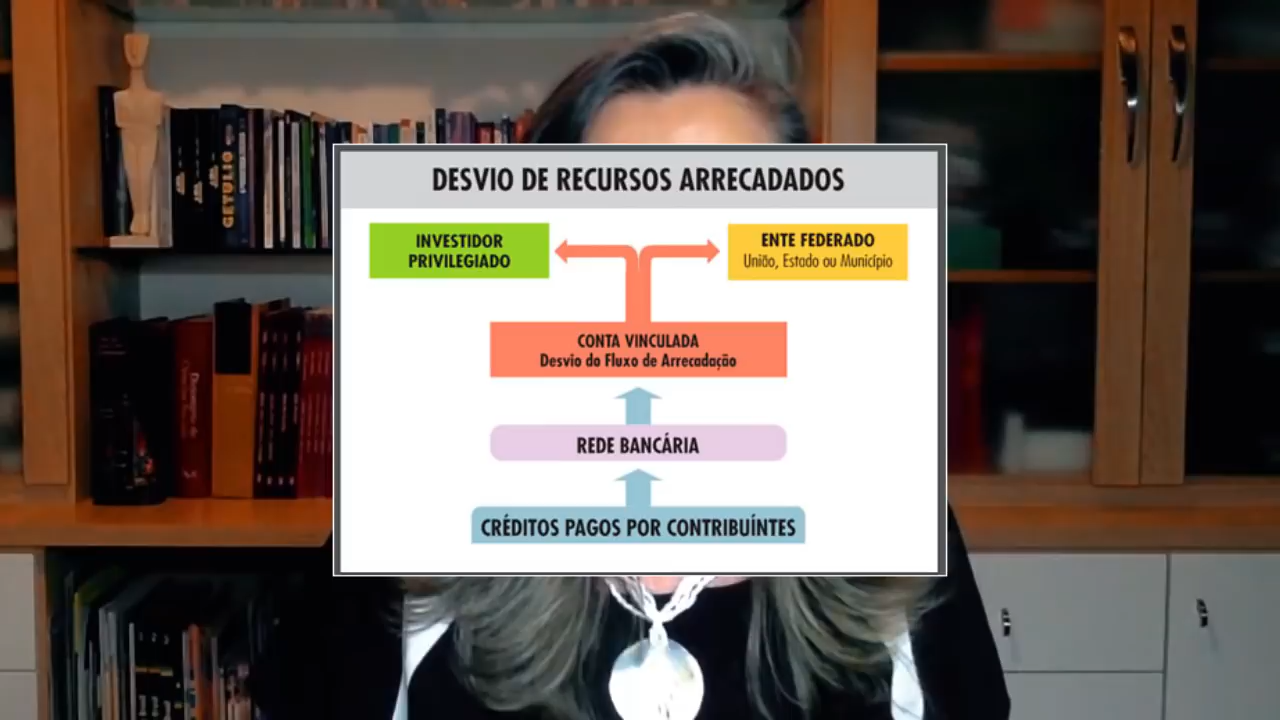 DESVIO DE RECURSOS ARRECADADOS
INVESTIDOR
PRIVILEGIADO
ENTE FEDERADO
União, Estado ou Município
CONTA VINCULADA
Desvio do Fluxo de Arrecadação
REDE BANCÁRIA
CRÉDITOS PAGOS POR CONTRIBUÍNTES
GETÚLIO